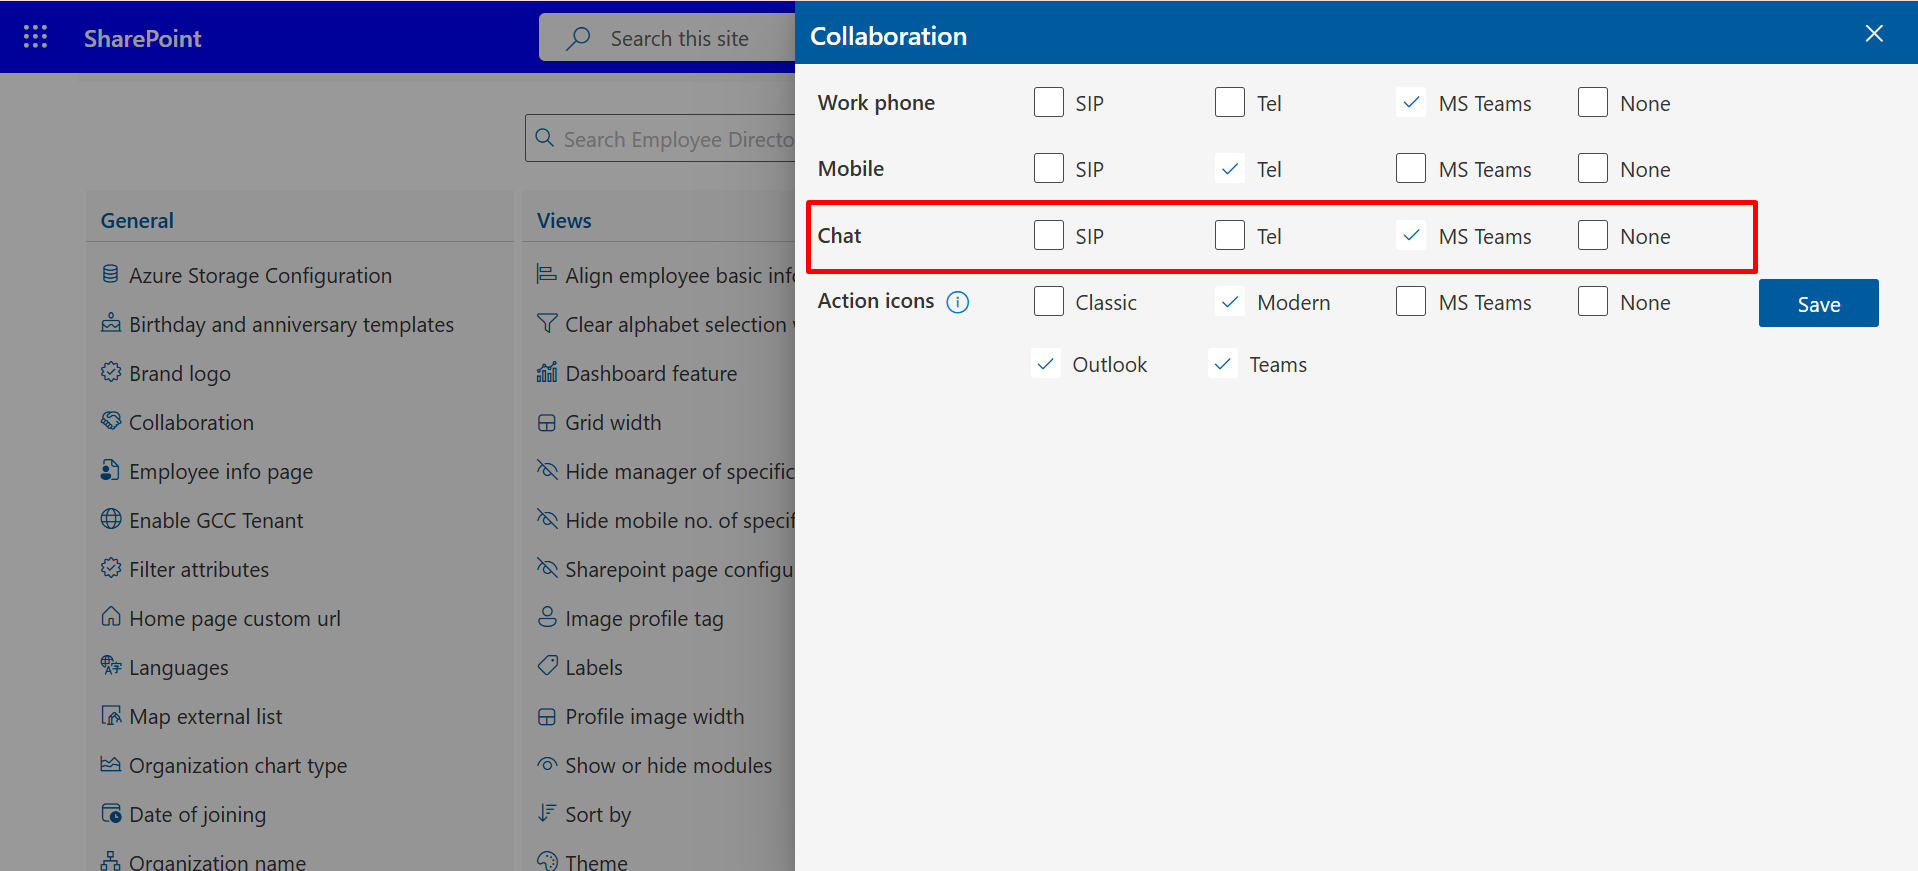 SharePoint
Search this site
Search Employee Directo
General
Azure Storage Configuration
Birthday and anniversary templates
Brand logo
Collaboration
Employee info page
Enable GCC Tenant
Filter attributes
Home page custom url
Languages
Map external list
Organization chart type
Date of joining
Organization name
Views
Align employee basic info
Clear alphabet selection
Dashboard feature
Grid width
Hide manager of specific
Hide mobile no. of specif
Sharepoint page configu
Image profile tag
Labels
Profile image width
Show or hide modules
Sort by
Theme
Collaboration
Work phone SIP Tel MS Teams None
Mobile SIP Tel MS Teams None
Chat SIP Tel MS Teams None
Action icons Classic Modern MS Teams None
Save
Outlook Teams